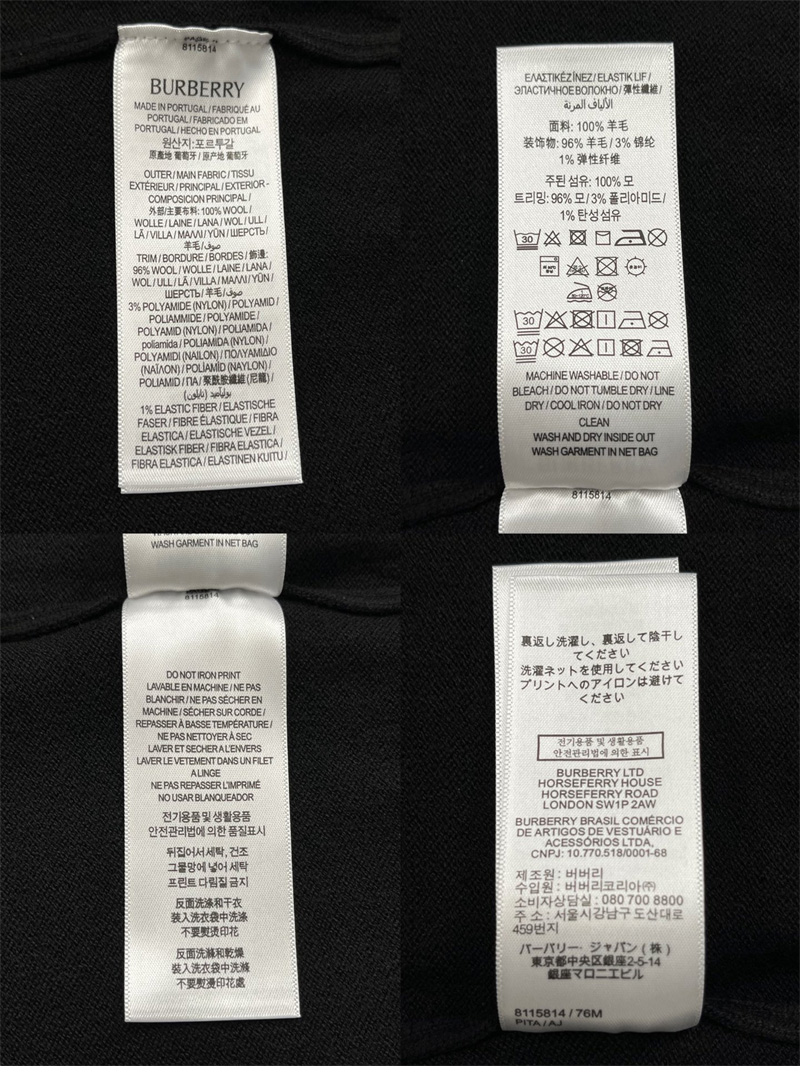 8115814
BURBERRY
MADE IN PORTUGAL / FABRIQUÉ AU
PORTUGAL / FABRICADO EM
PORTUGAL / HECHO EN PORTUGAL
원산지:포르투갈
原產地 葡萄牙 / 原产地 葡萄牙
OUTER / MAIN FABRIC / TISSU
EXTÉRIEUR / PRINCIPAL / EXTERIOR -
COMPOSICIÓN PRINCIPAL /
外部/主要布料: 100% WOOL /
WOLLE / LAINE / LANA / WOL / ULL /
LÃ / VILLA / ΜΑΛΛΙ / YÜN / ШЕРСТЬ /
羊毛/صوف/
TRIM / BORDURE / BORDES / 飾邊:
96% WOOL / WOLLE / LAINE / LANA /
WOL / ULL / LÃ / VILLA / ΜΑΛΛΙ / YÜN /
ШЕРСТЬ / 羊毛/صوف/
3% POLYAMIDE (NYLON) / POLYAMID /
POLIAMMIDE / POLYAMIDE /
POLYAMID (NYLON) / POLIAMIDA /
poliamida / POLIAMIDA (NYLON) /
POLYAMIDI (NAILON) / ΠΟΛΥΑΜΙΔΙΟ
(ΝΑΪΛΟΝ) / POLİAMİD (NAYLON) /
POLIAMID / ПА / 聚酰胺纖維(尼龍) /
بوليأميد (نايلون)/
1% ELASTIC FIBER / ELASTISCHE
FASER / FIBRE ÉLASTIQUE / FIBRA
ELASTICA / ELASTISCHE VEZEL /
ELASTISK FIBER / FIBRA ELASTICA /
FIBRA ELASTICA / ELASTINEN KUITU /
ΕΛΑΣΤΙΚΕΣ ΊΝΕΣ / ELASTIK LIF /
ЭЛАСТИЧНОЕ ВОЛОКНО / 彈性纖維 /
الألياف المرنة
面料: 100% 羊毛
装饰物: 96% 羊毛 / 3% 锦纶
1% 弹性纤维
주된 섬유: 100% 모
트리밍: 96% 모 / 3% 폴리아미드 /
1% 탄성섬유
30
30
30
MACHINE WASHABLE / DO NOT
BLEACH / DO NOT TUMBLE DRY / LINE
DRY / COOL IRON / DO NOT DRY
CLEAN
WASH AND DRY INSIDE OUT
WASH GARMENT IN NET BAG
8115814
WASH GARMENT IN NET BAG
8115814
DO NOT IRON PRINT
LAVABLE EN MACHINE / NE PAS
BLANCHIR / NE PAS SÉCHER EN
MACHINE / SÉCHER SUR CORDE /
REPASSER À BASSE TEMPÉRATURE /
NE PAS NETTOYER À SEC
LAVER ET SECHER A L'ENVERS
LAVER LE VETEMENT DANS UN FILET
A LINGE
NE PAS REPASSER L'IMPRIMÉ
NO USAR BLANQUEADOR
전기용품 및 생활용품
안전관리법에 의한 품질표시
뒤집어서 세탁, 건조
그물망에 넣어 세탁
프린트 다림질 금지
反面洗涤和干衣
装入洗衣袋中洗涤
不要熨烫印花
反面洗滌和乾燥
裝入洗衣袋中洗滌
不要熨燙印花處
裏返し洗濯し、裏返して陰干し
てください
洗濯ネットを使用してください
プリントへのアイロンは避けて
ください
전기용품 및 생활용품
안전관리법에 의한 표시
BURBERRY LTD
HORSEFERRY HOUSE
HORSEFERRY ROAD
LONDON SW1P 2AW
BURBERRY BRASIL COMÉRCIO
DE ARTIGOS DE VESTUÁRIO E
ACESSÓRIOS LTDA,
CNPJ: 10.770.518/0001-68
제조원 : 버버리
수입원 : 버버리코리아㈜
소비자상담실 : 080 700 8800
주 소 : 서울시강남구도산대로
459번지
バーバリー・ジャパン (株)
東京都中央区銀座2-5-14
銀座マロニエビル
8115814 / 76M
PITA / AJ